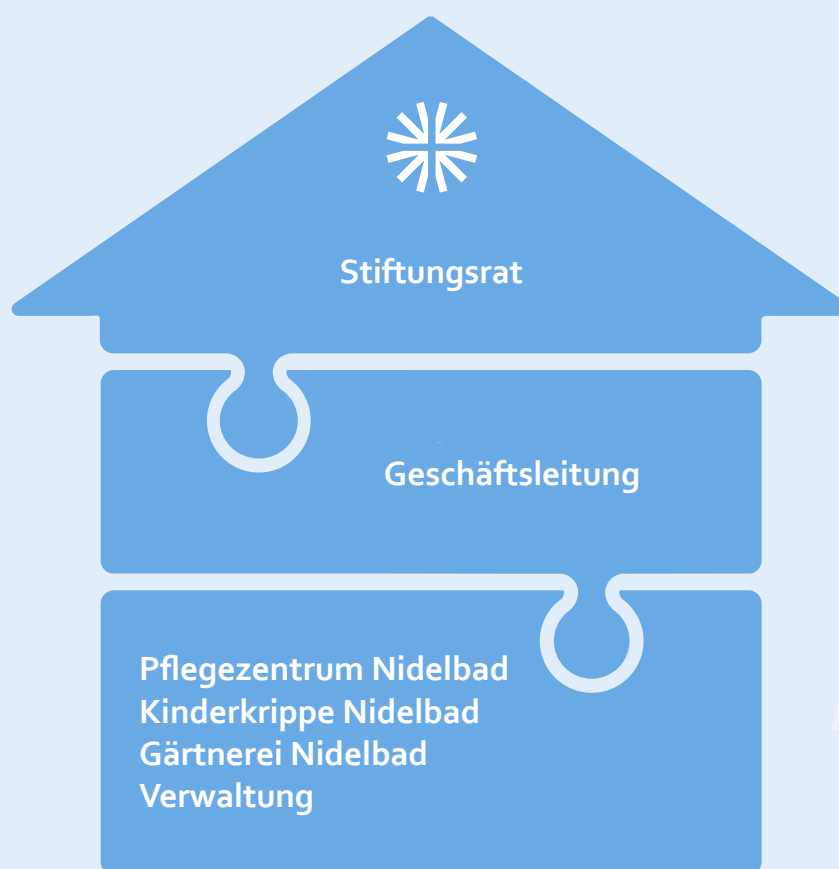 Stiftungsrat
Geschäftsleitung
Pflegezentrum Nidelbad
Kinderkrippe Nidelbad
Gärtnerei Nidelbad
Verwaltung